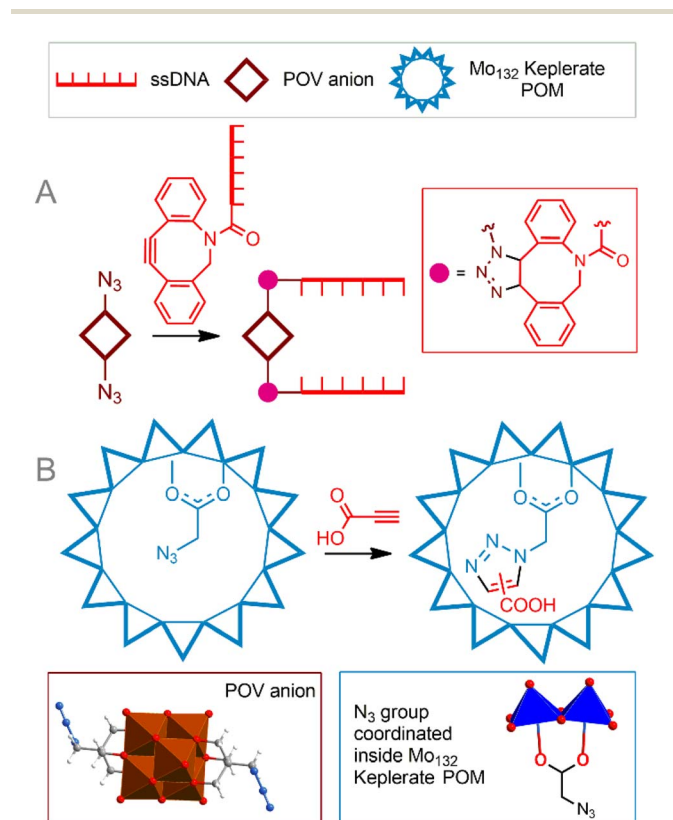 ssDNA
POV anion
Mo₁₃₂ Keplerate
POM
A
N
O
N₃
N₃
N
N
N
N
O
=
B
O
O
N₃
O
HO
O
O
N
N
N
COOH
POV anion
N₃ group
coordinated
inside Mo₁₃₂
Keplerate POM
O
O
N₃